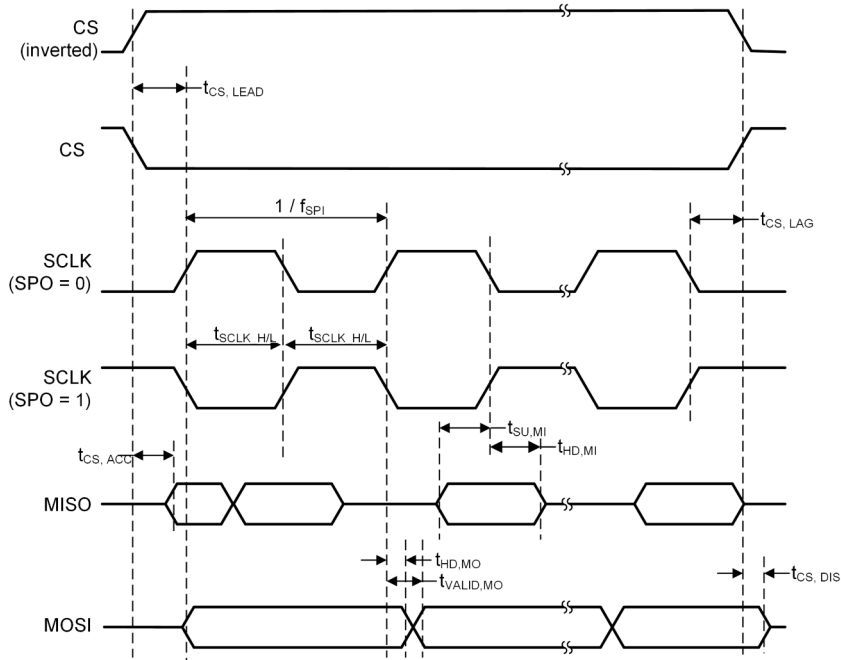 CS
(inverted)
tCS, LEAD
CS
1 / fSPI
tCS, LAG
SCLK
(SPO = 0)
tSCLK_H/L
tSCLK_H/L
SCLK
(SPO = 1)
tSU,MI
tHD,MI
tCS, ACC
MISO
tHD,MO
tVALID,MO
tCS, DIS
MOSI